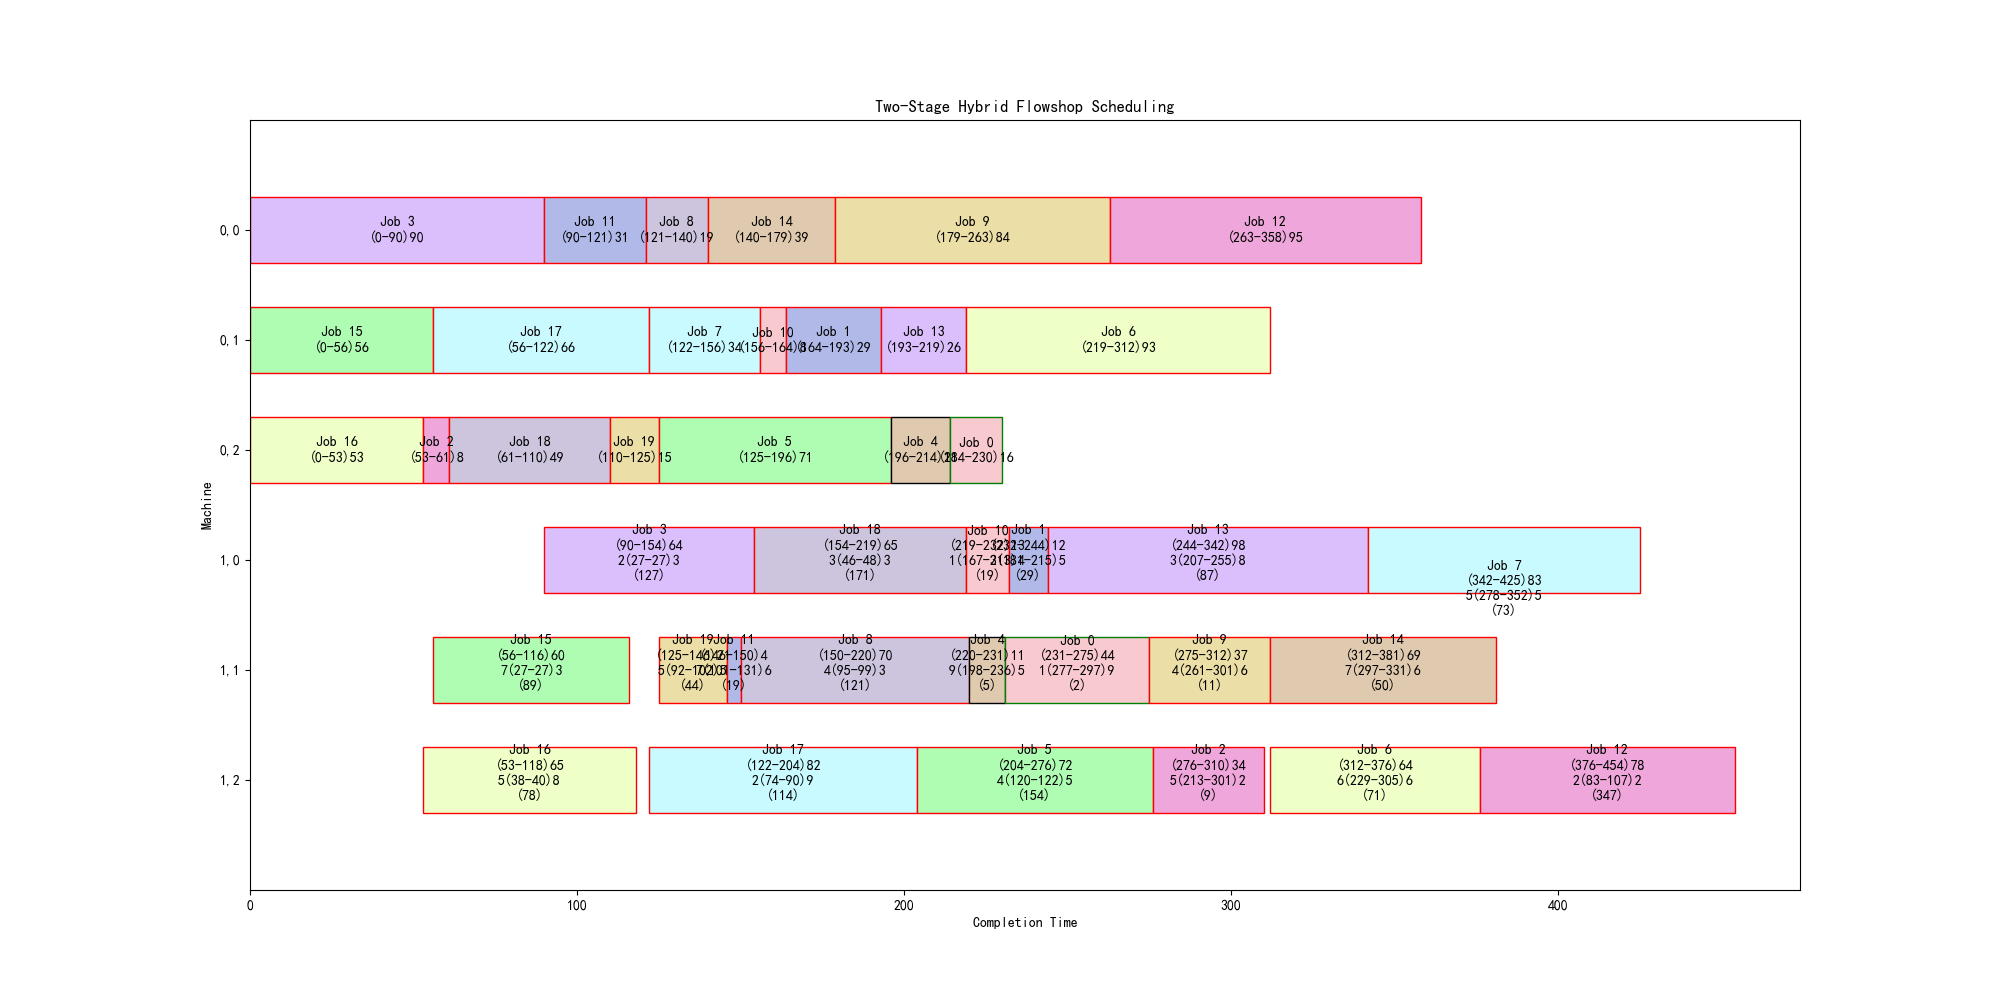 Two-Stage Hybrid Flowshop Scheduling
Machine
0,0
Job 3
(0-90)90
Job 11
(90-121)31
Job 8
(121-140)19
Job 14
(140-179)39
Job 9
(179-263)84
Job 12
(263-358)95
0,1
Job 15
(0-56)56
Job 17
(56-122)66
Job 7
(122-156)34
Job 10
(156-164)8
Job 1
(164-193)29
Job 13
(193-219)26
Job 6
(219-312)93
0,2
Job 16
(0-53)53
Job 2
(53-61)8
Job 18
(61-110)49
Job 19
(110-125)15
Job 5
(125-196)71
Job 4
(196-214)18
Job 0
(214-230)16
1,0
Job 3
(90-154)64
2(27-27)3
(127)
Job 18
(154-219)65
3(46-48)3
(171)
Job 10
(219-232)13
(19)
Job 1
(232-244)12
(29)
Job 13
(244-342)98
3(207-255)8
(87)
Job 7
(342-425)83
5(278-352)5
(73)
1,1
Job 15
(56-116)60
7(27-27)3
(89)
Job 19
(125-146)21
(44)
Job 11
(146-150)4
(19)
Job 8
(150-220)70
4(95-99)3
(121)
Job 4
(220-231)11
9(198-236)5
(5)
Job 0
(231-275)44
1(277-297)9
(2)
Job 9
(275-312)37
4(261-301)6
(11)
Job 14
(312-381)69
7(297-331)6
(50)
1,2
Job 16
(53-118)65
5(38-40)8
(78)
Job 17
(122-204)82
2(74-90)9
(114)
Job 5
(204-276)72
4(120-122)5
(154)
Job 2
(276-310)34
5(213-301)2
(9)
Job 6
(312-376)64
6(229-305)6
(71)
Job 12
(376-454)78
2(83-107)2
(347)
0
100
200
300
400
Completion Time